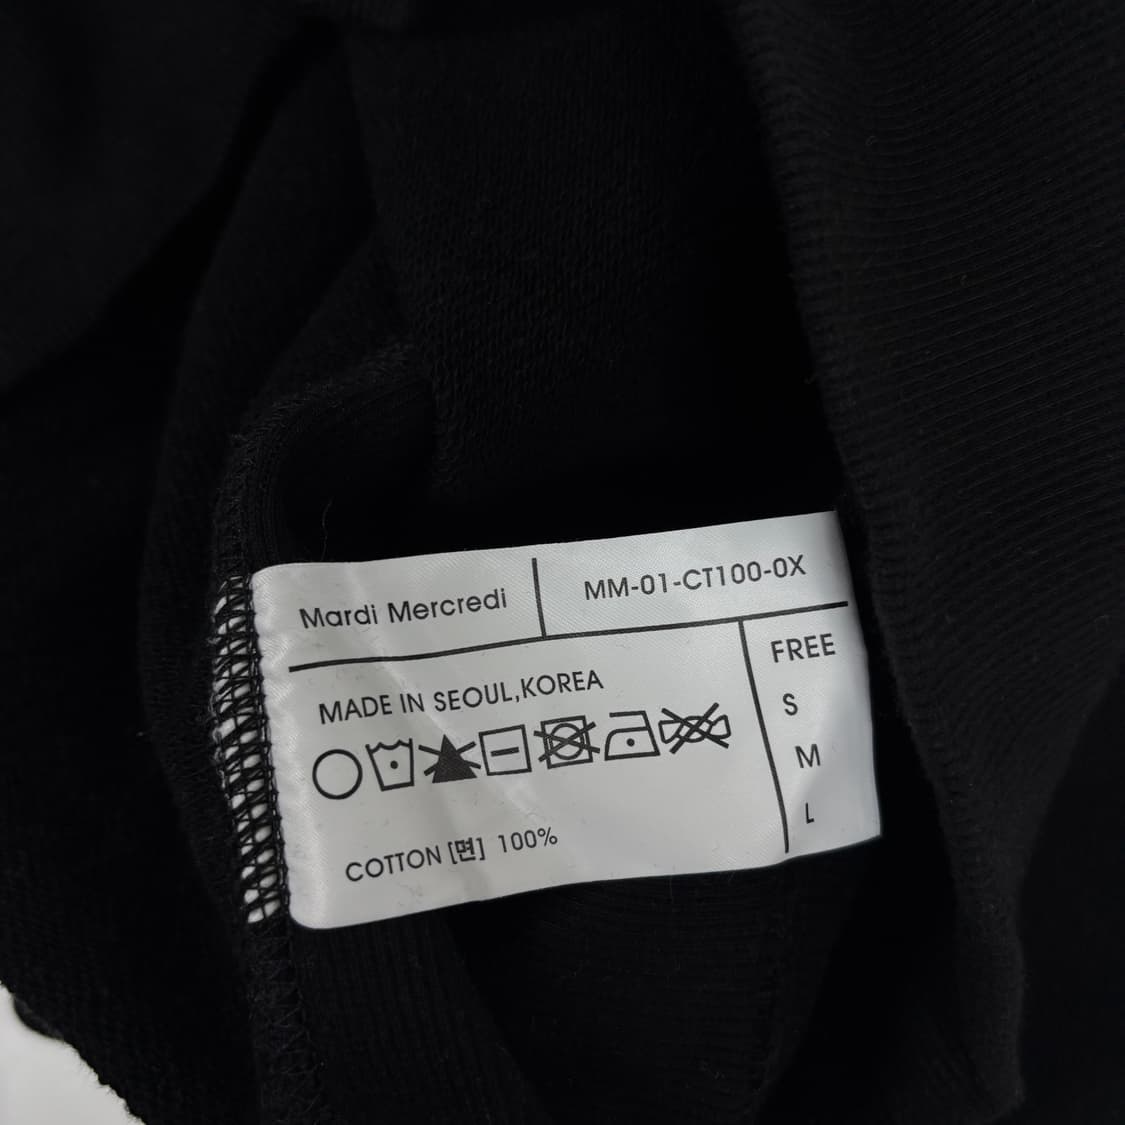 Mardi Mercredi
MM-01-CT100-0X
MADE IN SEOUL,KOREA
COTTON [면] 100%
FREE
S
M
L